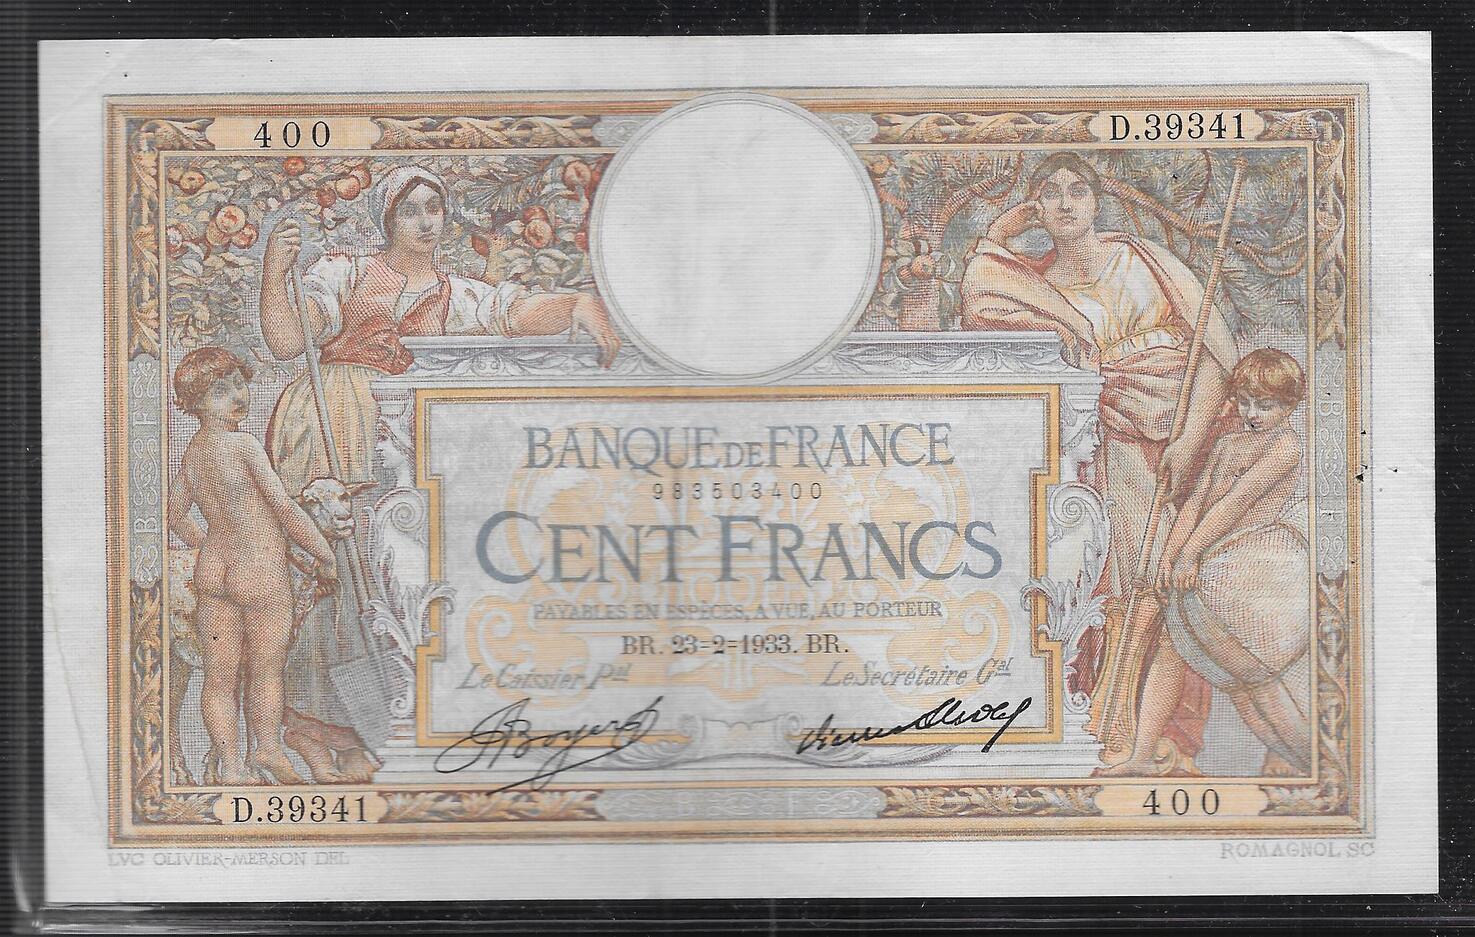 400
D.39341
BANQUE DE FRANCE
983503400
CENT FRANCS
PAYABLES EN ESPÈCES, A VUE, AU PORTEUR
BR. 23=2=1933. BR.
Le Caissier Pal
Le Secrétaire Gal
D.39341
400
LVC OLIVIER-MERSON DEL
ROMAGNOL SC